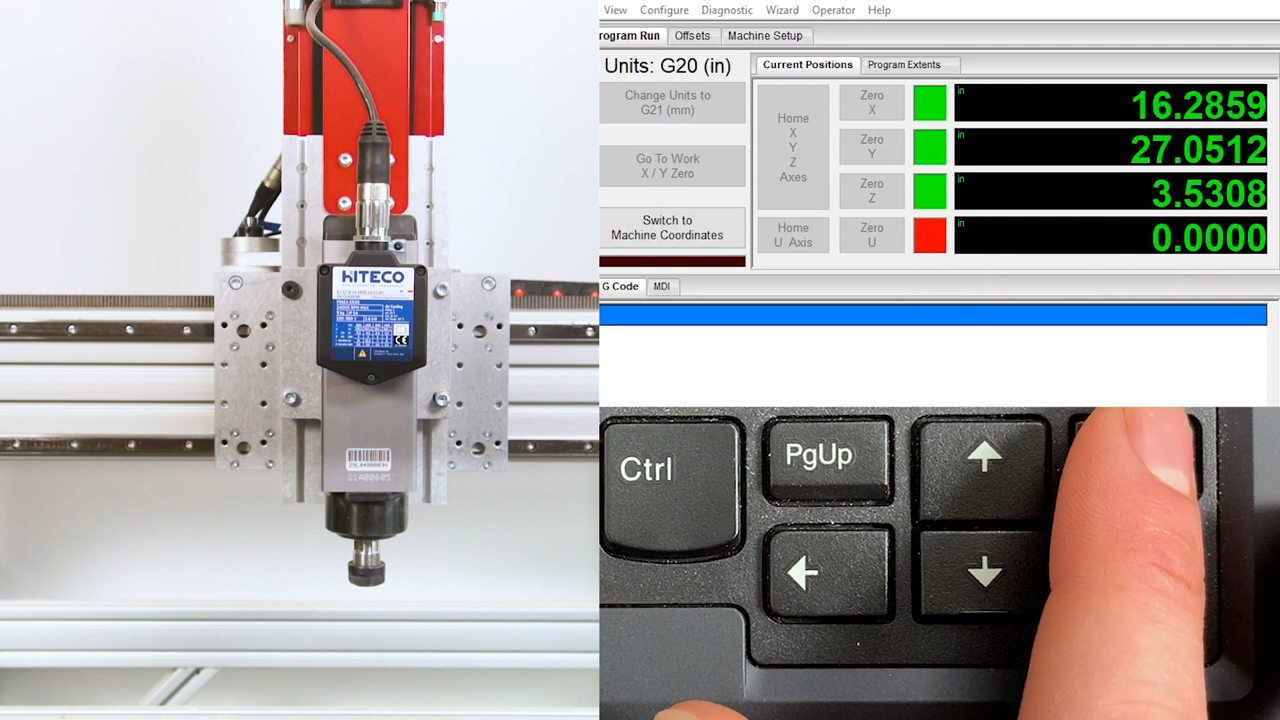 HITECO
29L0490003H
21A00605
View Configure Diagnostic Wizard Operator Help
rogram Run Offsets Machine Setup
Units: G20 (in)
Change Units to
G21 (mm)
Go To Work
X / Y Zero
Switch to
Machine Coordinates
Current Positions Program Extents
Home
X
Y
Z
Axes
Zero
X
in
16.2859
Zero
Y
in
27.0512
Zero
Z
in
3.5308
Home
U Axis
Zero
U
0.0000
G Code MDI
Ctrl
PgUp